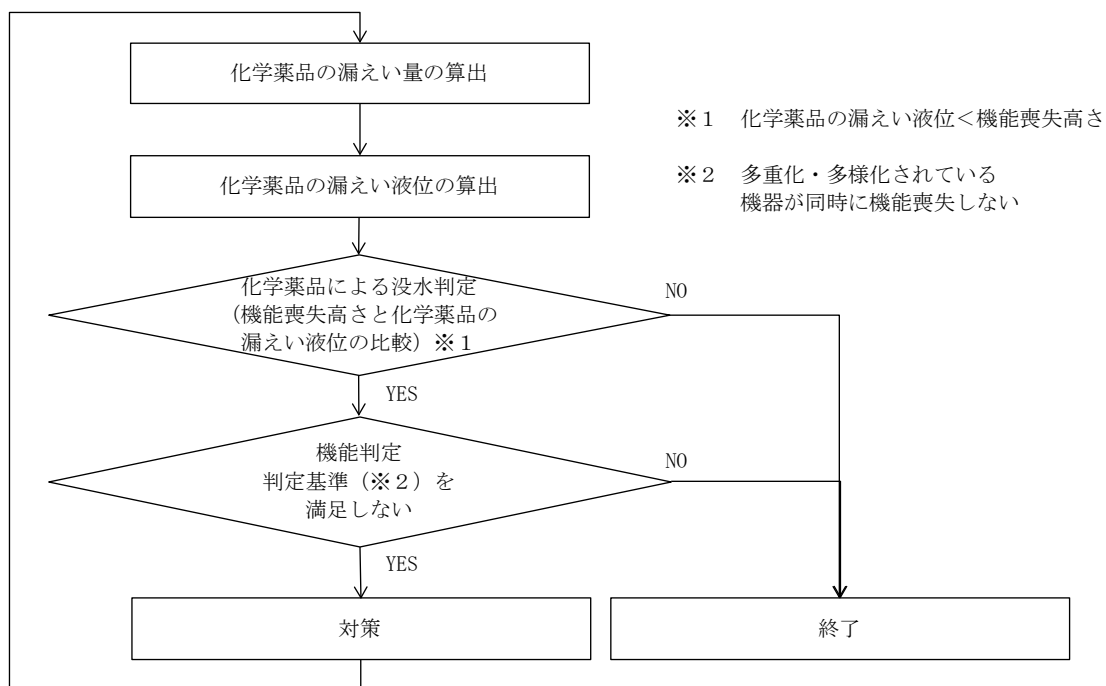 化学薬品の漏えい量の算出
※１　化学薬品の漏えい液位＜機能喪失高さ
化学薬品の漏えい液位の算出
※２　多重化・多様化されている
機器が同時に機能喪失しない
化学薬品による没水判定
（機能喪失高さと化学薬品の
漏えい液位の比較）※１
NO
YES
機能判定
判定基準（※２）を
満足しない
NO
YES
対策
終了